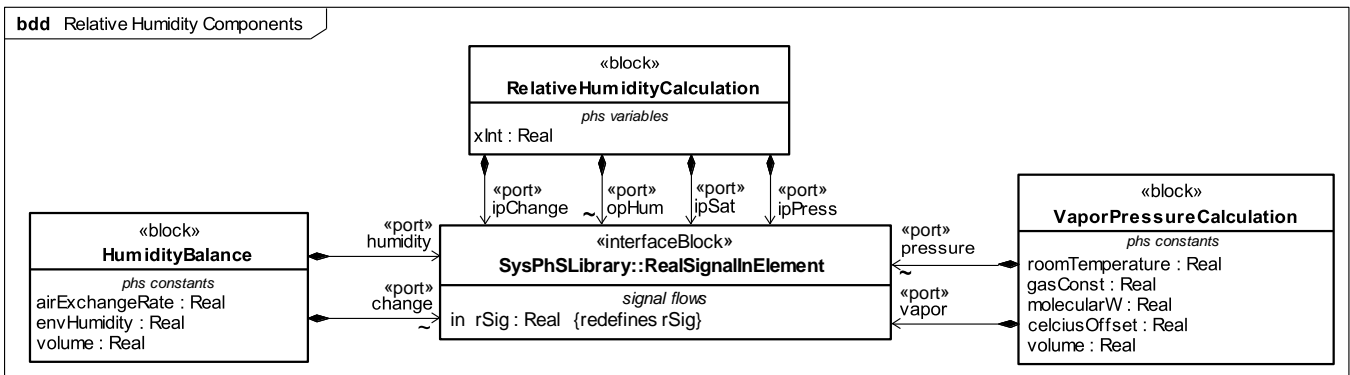 bdd Relative Humidity Components
«block»
RelativeHumidityCalculation
phs variables
xInt : Real
«port»
ipChange
«port»
~ opHum
«port»
ipSat
«port»
ipPress
«block»
HumidityBalance
phs constants
airExchangeRate : Real
envHumidity : Real
volume : Real
«port»
humidity
«port»
change
~
«interfaceBlock»
SysPhSLibrary::RealSignalInElement
signal flows
in rSig : Real {redefines rSig}
«port»
pressure
~
«port»
vapor
«block»
VaporPressureCalculation
phs constants
roomTemperature : Real
gasConst : Real
molecularW : Real
celciusOffset : Real
volume : Real